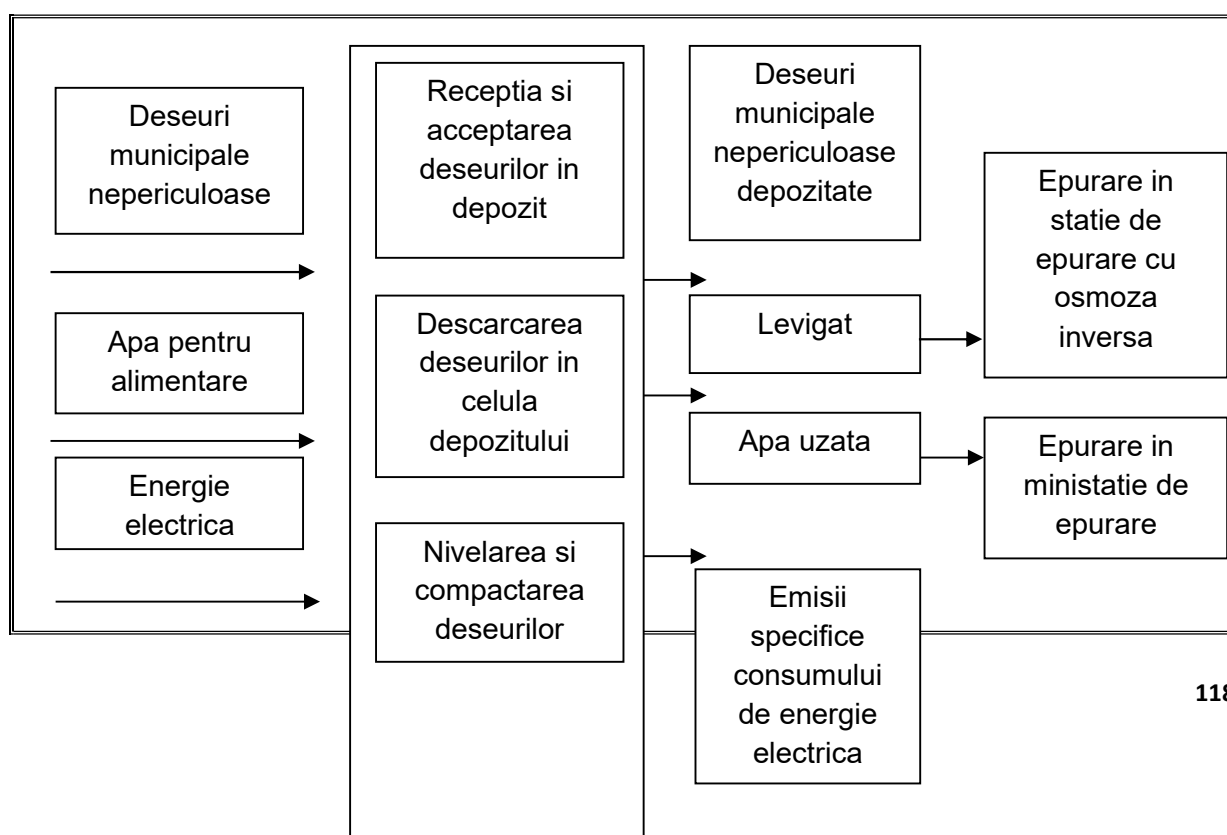 Deseuri
municipale
nepericuloase
Apa pentru
alimentare
Energie
electrica
Receptia si
acceptarea
deseurilor in
depozit
Descarcarea
deseurilor in
celula
depozitului
Nivelarea si
compactarea
deseurilor
Deseuri
municipale
nepericuloase
depozitate
Levigat
Apa uzata
Emisii
specifice
consumului
de energie
electrica
Epurare in
statie de
epurare cu
osmoza
inversa
Epurare in
ministatie de
epurare
118